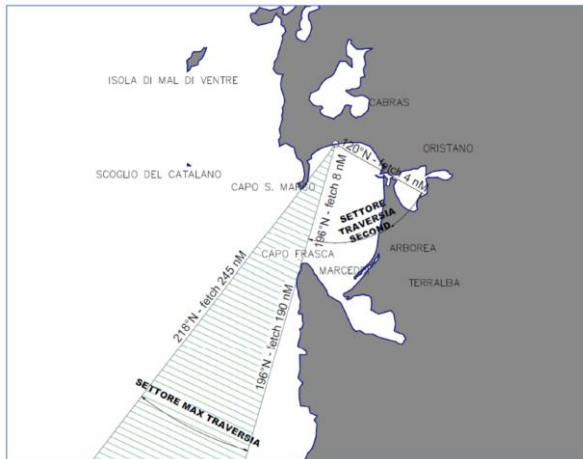 ISOLA DI MAL DI VENTRE
CABRAS
120°N - fetch 4 nM
ORISTANO
SCOGLIO DEL CATALANO
CAPO S. MARCO
196°N - fetch 8 nM
SETTORE
TRAVERSIA
SECOND.
CAPO FRASCA
ARBOREA
MARCEDDI
TERRALBA
218°N - fetch 245 nM
196°N - fetch 190 nM
SETTORE MAX TRAVERSIA